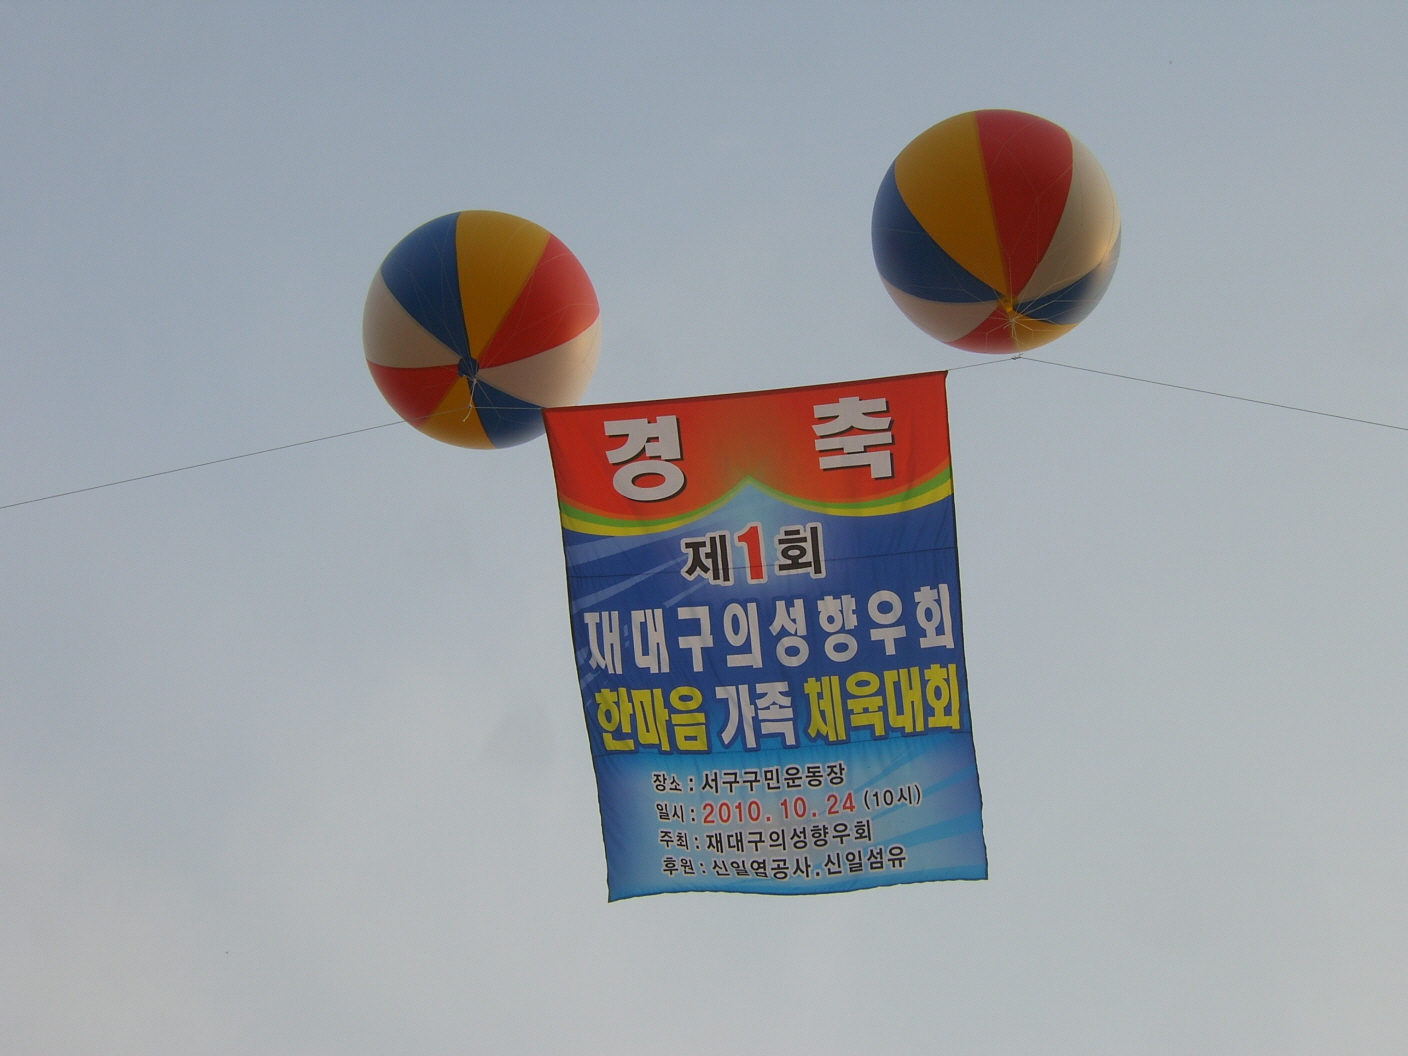 경 축
제1회
재대구의성향우회
한마음 가족 체육대회
장소 : 서구구민운동장
일시 : 2010. 10. 24 (10시)
주최 : 재대구의성향우회
후원 : 신일열공사.신일섬유